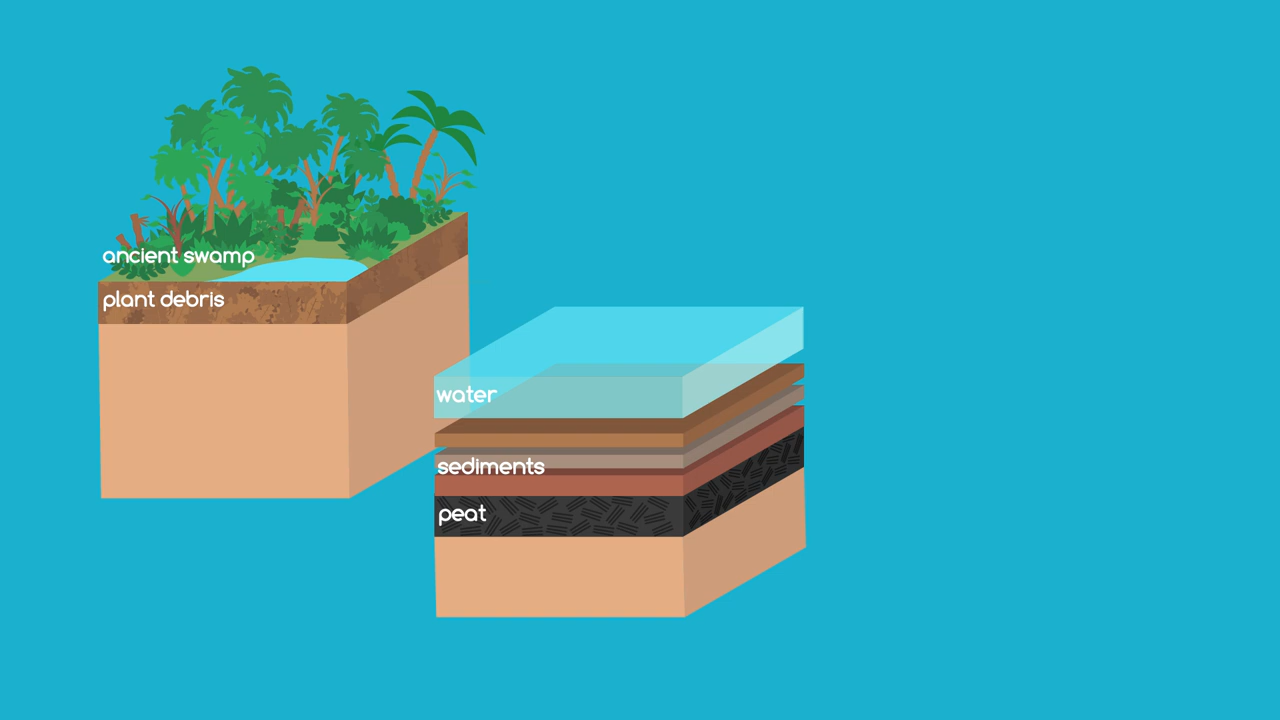 ancient swamp
plant debris
water
sediments
peat